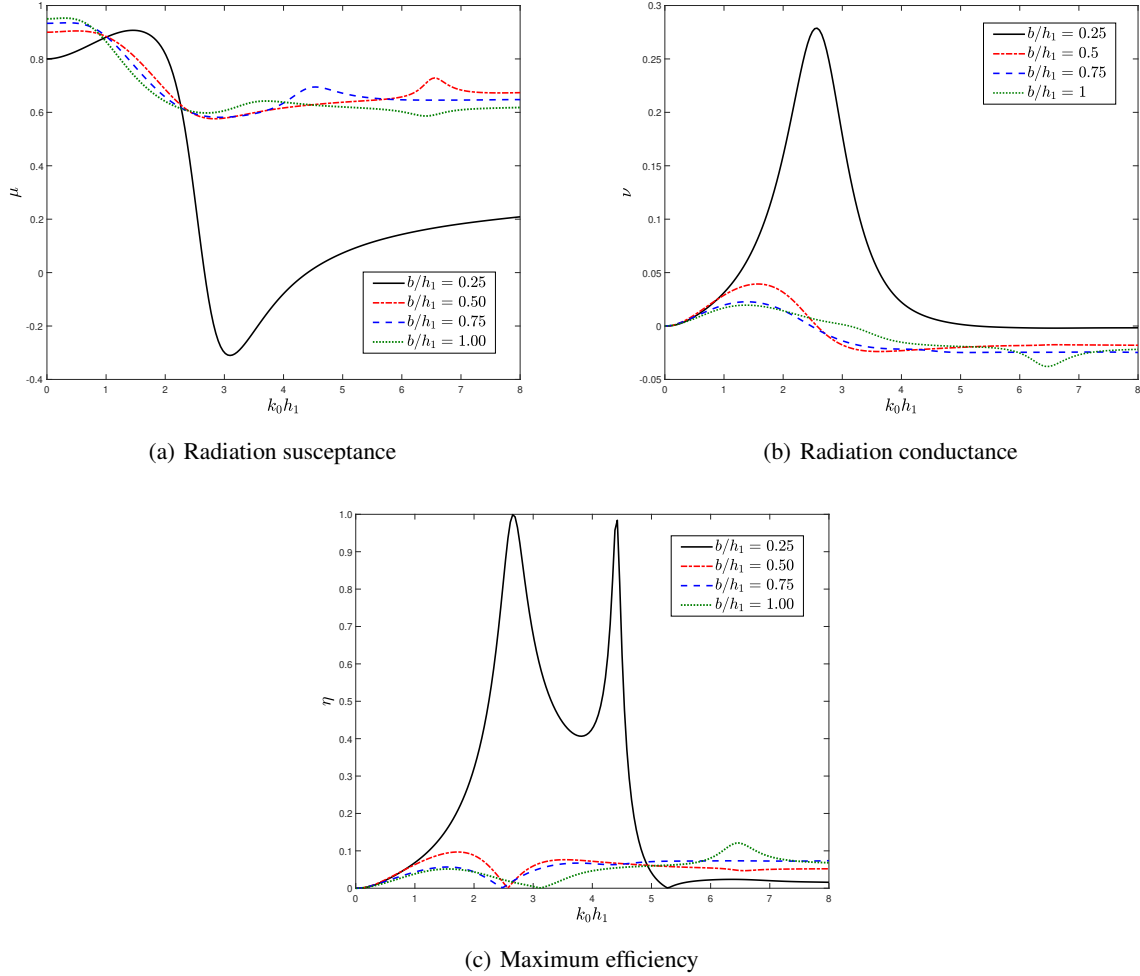 1
0.8
0.6
0.4
0.2
0
-0.2
-0.4
μ
0 1 2 3 4 5 6 7 8
k₀h₁
b/h₁ = 0.25
b/h₁ = 0.50
b/h₁ = 0.75
b/h₁ = 1.00
(a) Radiation susceptance
0.3
0.25
0.2
0.15
0.1
0.05
0
-0.05
ν
0 1 2 3 4 5 6 7 8
k₀h₁
b/h₁ = 0.25
b/h₁ = 0.5
b/h₁ = 0.75
b/h₁ = 1
(b) Radiation conductance
1.0
0.9
0.8
0.7
0.6
0.5
0.4
0.3
0.2
0.1
0
η
0 1 2 3 4 5 6 7 8
k₀h₁
b/h₁ = 0.25
b/h₁ = 0.50
b/h₁ = 0.75
b/h₁ = 1.00
(c) Maximum efficiency